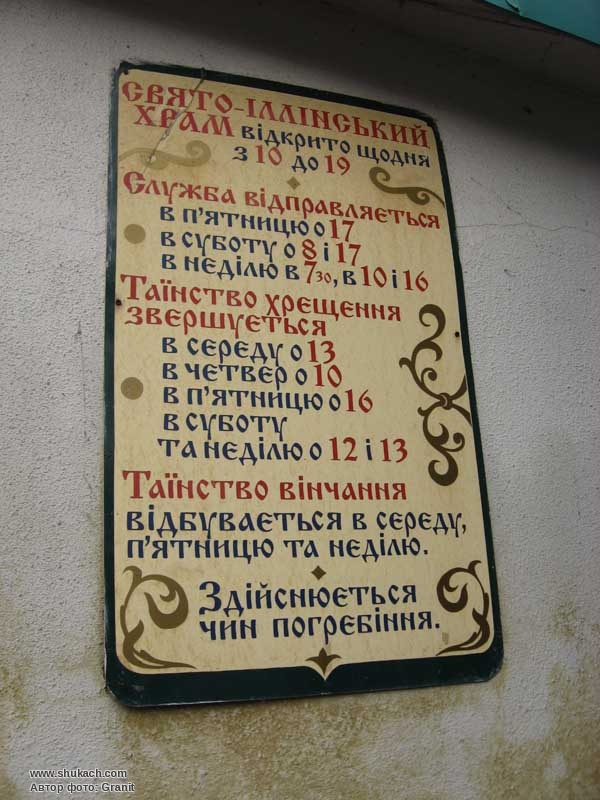 СВЯТО-ІЛЛІНСЬКИЙ
ХРАМ відкрито щодня
з 10 до 19
Служба відправляється
в п'ятницю о 17
в суботу о 8 і 17
в неділю в 7 30, в 10 і 16
Таїнство хрещення
звершується
в середу о 13
в четвер о 10
в п'ятницю о 16
в суботу
та неділю о 12 і 13
Таїнство вінчання
відбувається в середу,
п'ятницю та неділю.
Здійснюється
чин погребіння.
www.shukach.com
Автор фото: Granit